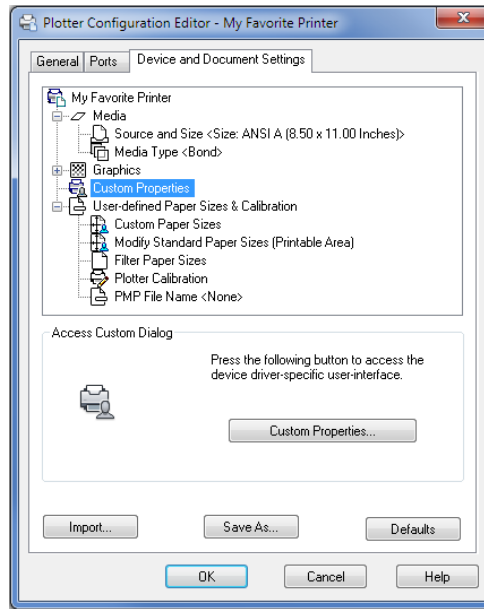 Plotter Configuration Editor - My Favorite Printer
General Ports Device and Document Settings
My Favorite Printer
Media
Source and Size <Size: ANSI A (8.50 x 11.00 Inches)>
Media Type <Bond>
Graphics
Custom Properties
User-defined Paper Sizes & Calibration
Custom Paper Sizes
Modify Standard Paper Sizes (Printable Area)
Filter Paper Sizes
Plotter Calibration
PMP File Name <None>
Access Custom Dialog
Press the following button to access the
device driver-specific user-interface.
Custom Properties...
Import... Save As... Defaults
OK Cancel Help